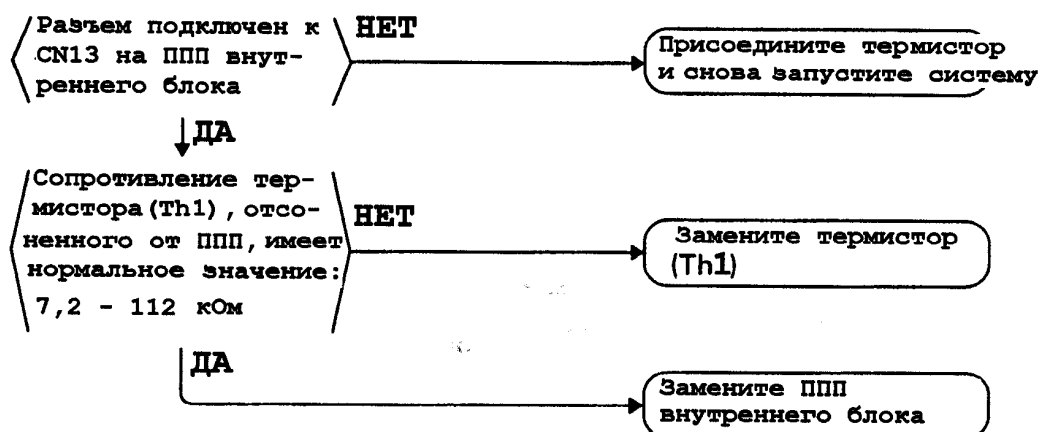 Разъем подключен к
CN13 на ППП внут-
реннего блока
НЕТ
Присоедините термистор
и снова запустите систему
ДА
Сопротивление тер-
мистора(Th1), отсо-
ненного от ППП, имеет
нормальное значение:
7,2 - 112 кОм
НЕТ
Замените термистор
(Th1)
ДА
Замените ППП
внутреннего блока